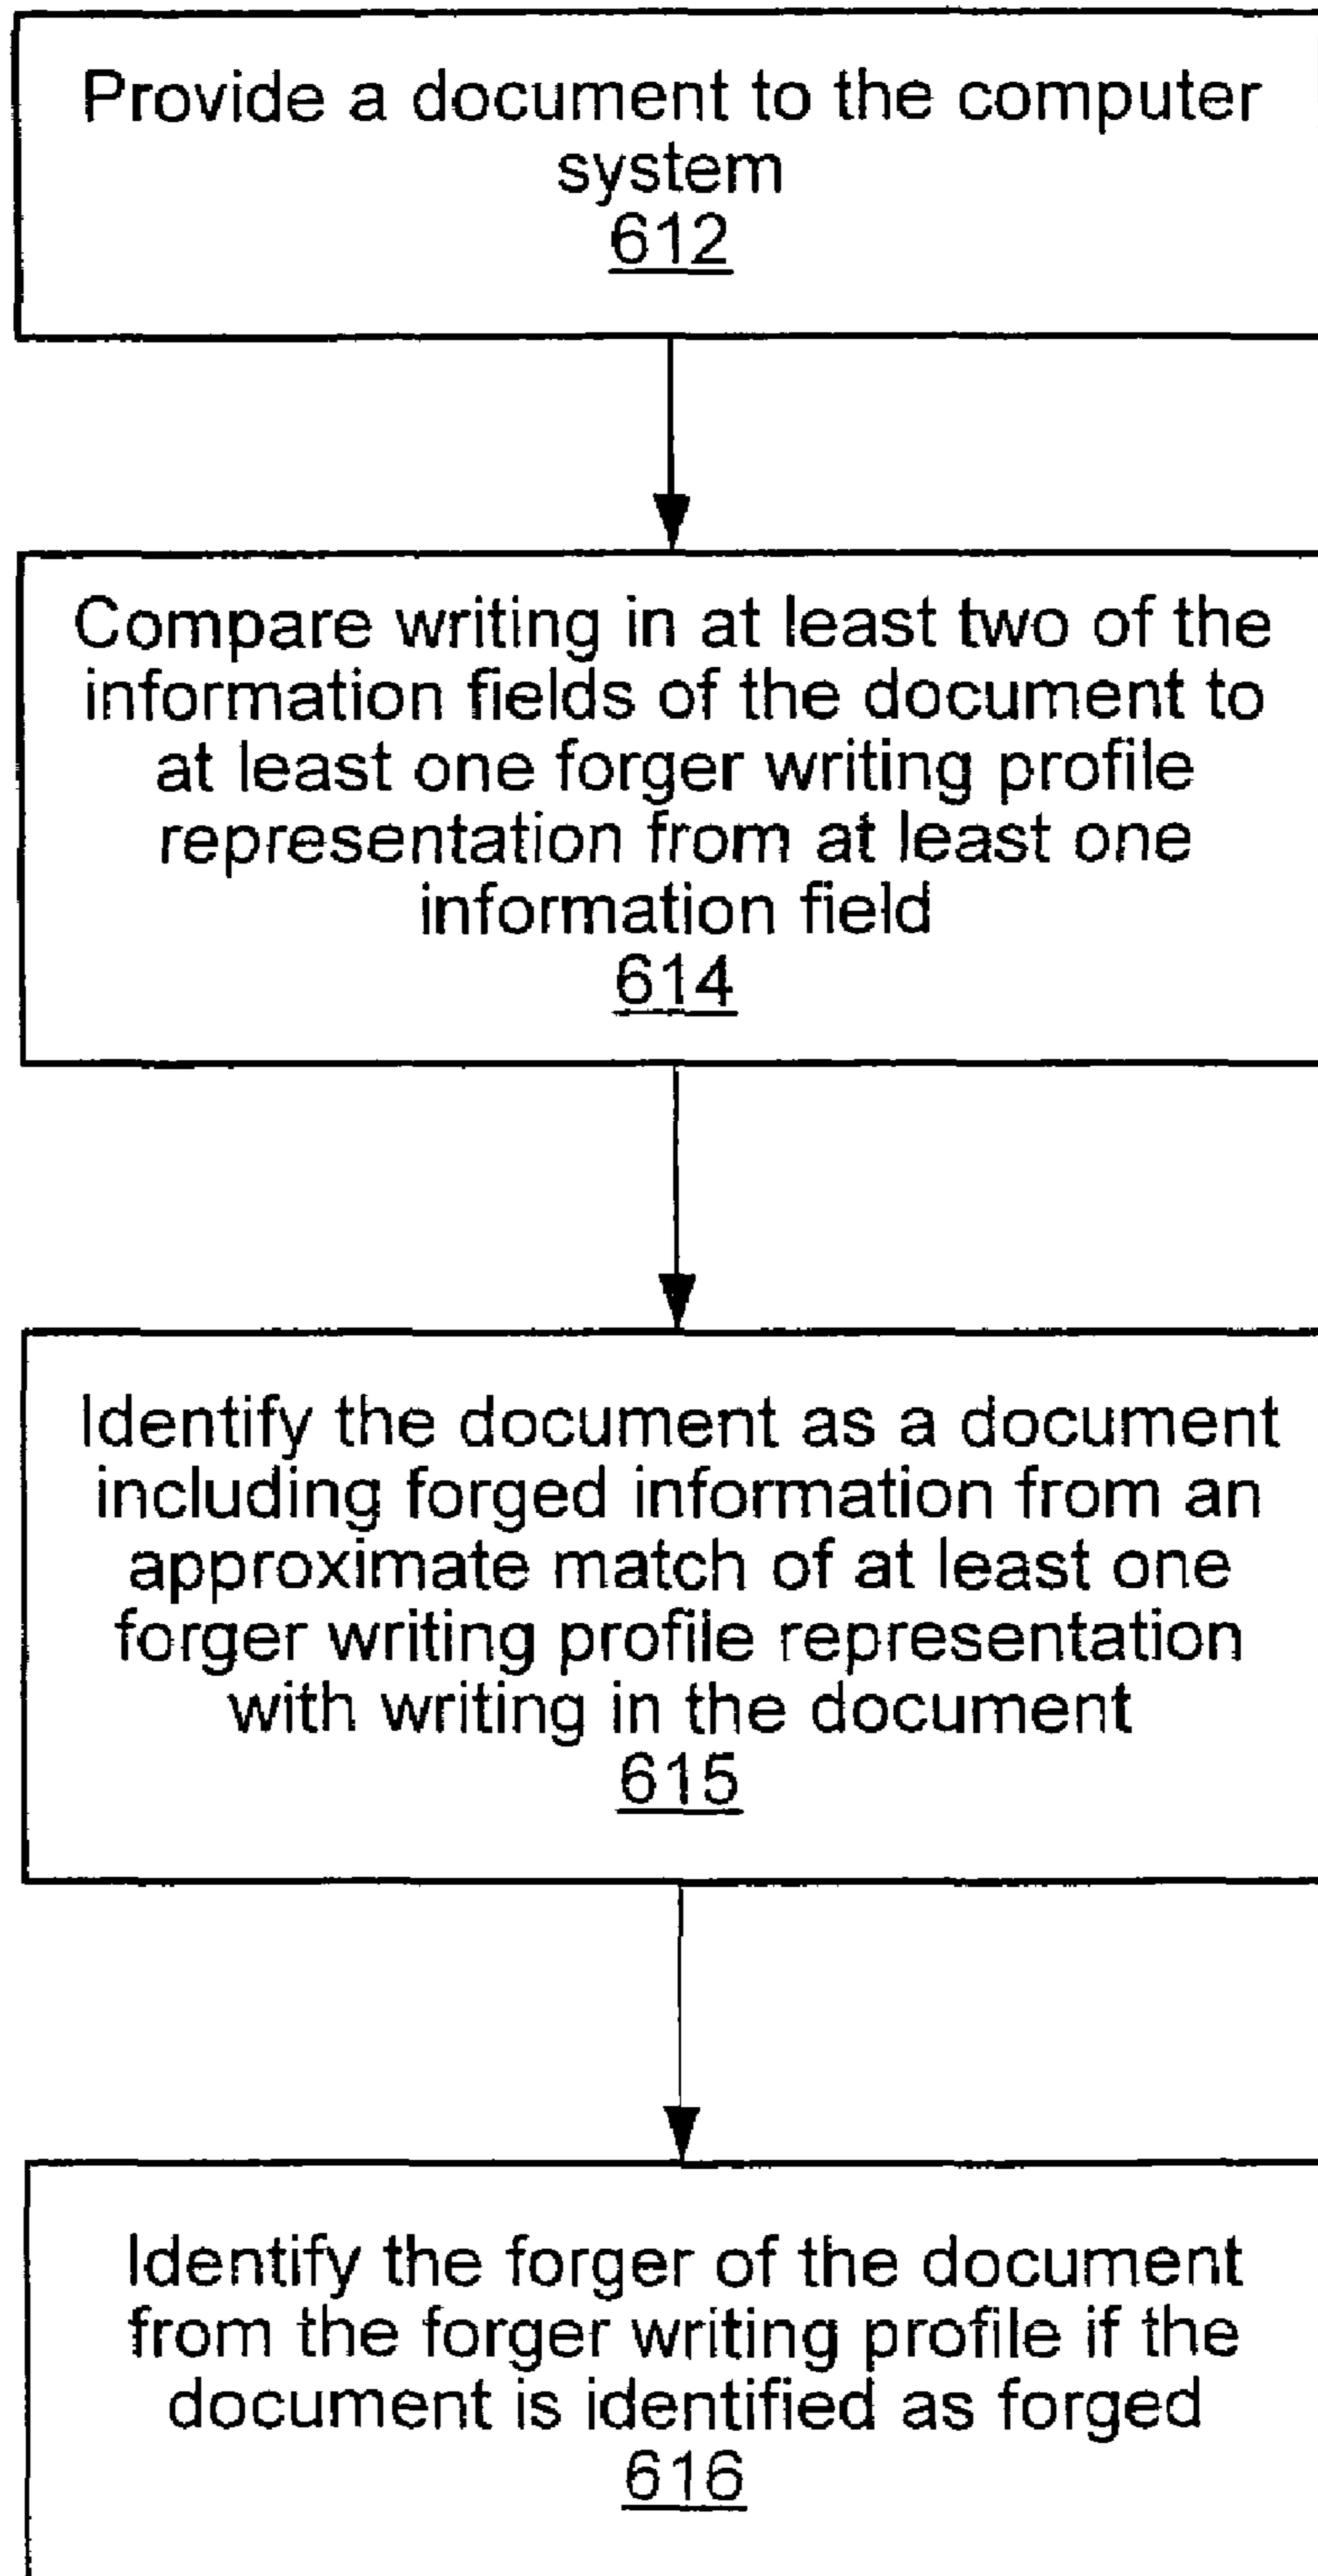 Provide a document to the computer
system
612
Compare writing in at least two of the
information fields of the document to
at least one forger writing profile
representation from at least one
information field
614
Identify the document as a document
including forged information from an
approximate match of at least one
forger writing profile representation
with writing in the document
615
Identify the forger of the document
from the forger writing profile if the
document is identified as forged
616